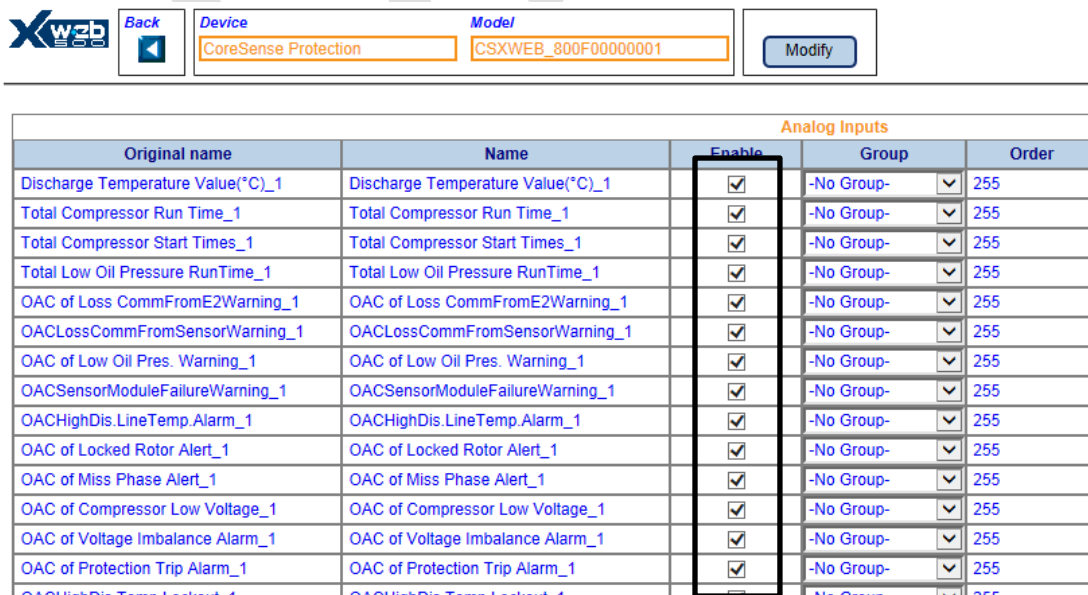 Xweb
500
Back
Device
Model
CoreSense Protection
CSXWEB_800F00000001
Modify
Analog Inputs
Original name Name Enable Group Order
Discharge Temperature Value(°C)_1 Discharge Temperature Value(°C)_1 -No Group- 255
Total Compressor Run Time_1 Total Compressor Run Time_1 -No Group- 255
Total Compressor Start Times_1 Total Compressor Start Times_1 -No Group- 255
Total Low Oil Pressure RunTime_1 Total Low Oil Pressure RunTime_1 -No Group- 255
OAC of Loss CommFromE2Warning_1 OAC of Loss CommFromE2Warning_1 -No Group- 255
OACLossCommFromSensorWarning_1 OACLossCommFromSensorWarning_1 -No Group- 255
OAC of Low Oil Pres. Warning_1 OAC of Low Oil Pres. Warning_1 -No Group- 255
OACSensorModuleFailureWarning_1 OACSensorModuleFailureWarning_1 -No Group- 255
OACHighDis.LineTemp.Alarm_1 OACHighDis.LineTemp.Alarm_1 -No Group- 255
OAC of Locked Rotor Alert_1 OAC of Locked Rotor Alert_1 -No Group- 255
OAC of Miss Phase Alert_1 OAC of Miss Phase Alert_1 -No Group- 255
OAC of Compressor Low Voltage_1 OAC of Compressor Low Voltage_1 -No Group- 255
OAC of Voltage Imbalance Alarm_1 OAC of Voltage Imbalance Alarm_1 -No Group- 255
OAC of Protection Trip Alarm_1 OAC of Protection Trip Alarm_1 -No Group- 255